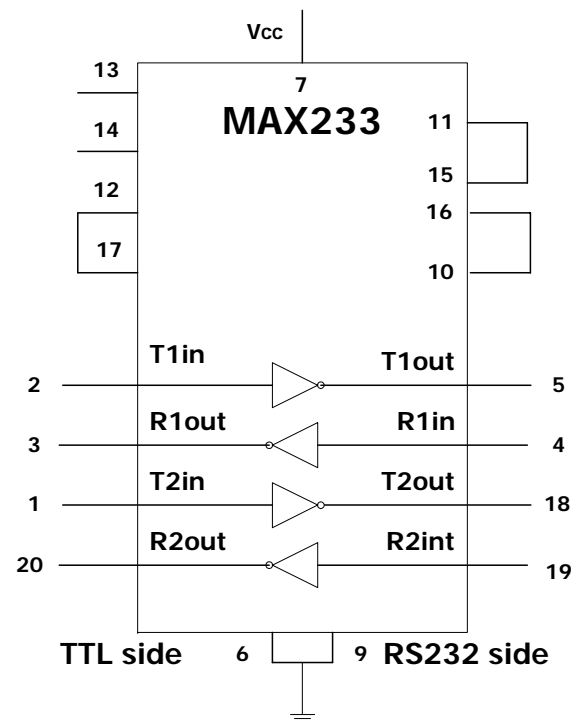 Vcc
13
7
MAX233
14
11
12
15
16
17
10
T1in
T1out
2
5
R1out
R1in
3
4
T2in
T2out
1
18
R2out
R2int
20
19
TTL side
6
9
RS232 side